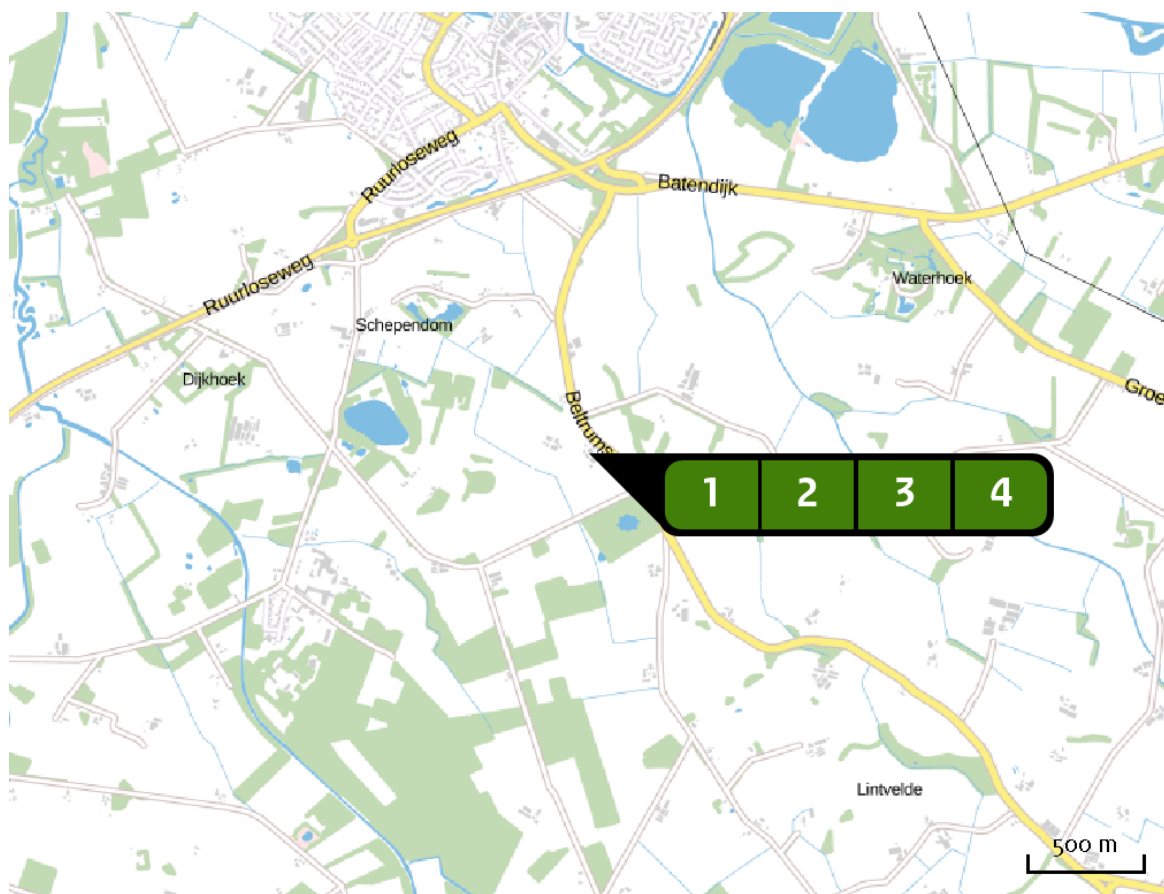 Ruurloseweg
Batendijk
Ruurloseweg
Waterhoek
Schependom
Dijkhoek
Groe
Beltrums
1 2 3 4
Lintvelde
500 m